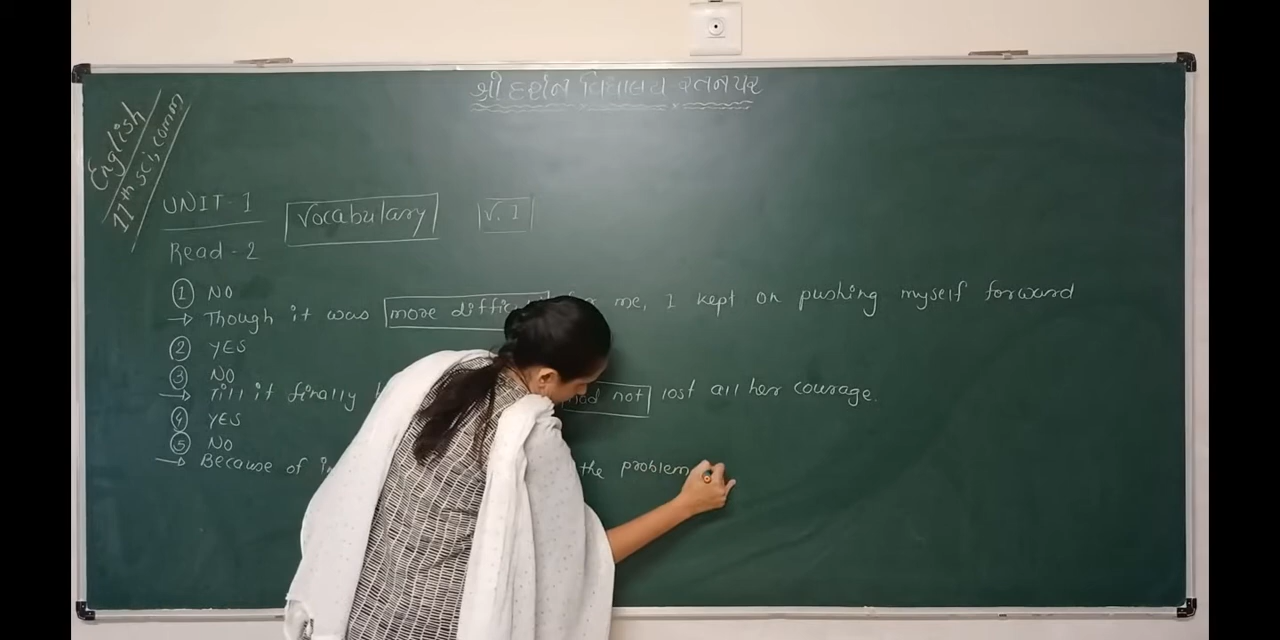 શ્રી દર્શન વિદ્યાલય રતનપર
English
11th sci, comm
UNIT-1
Vocabulary
V.1
Read-2
① NO
→ Though it was more me, I kept on pushing myself forward
② YES
③ NO
→ Till it finally had not lost all her courage.
④ YES
⑤ NO
→ Because of the problem